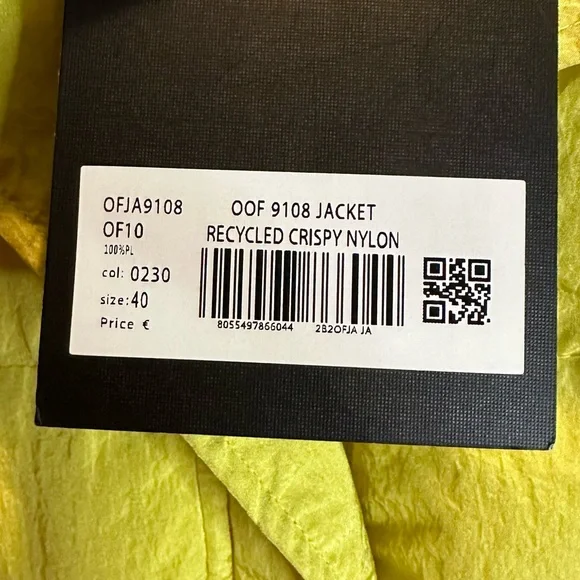 OFJA9108
OOF 9108 JACKET
OF10
RECYCLED CRISPY NYLON
100%PL
col: 0230
size: 40
Price €
8055497866044 2B2OFJA JA